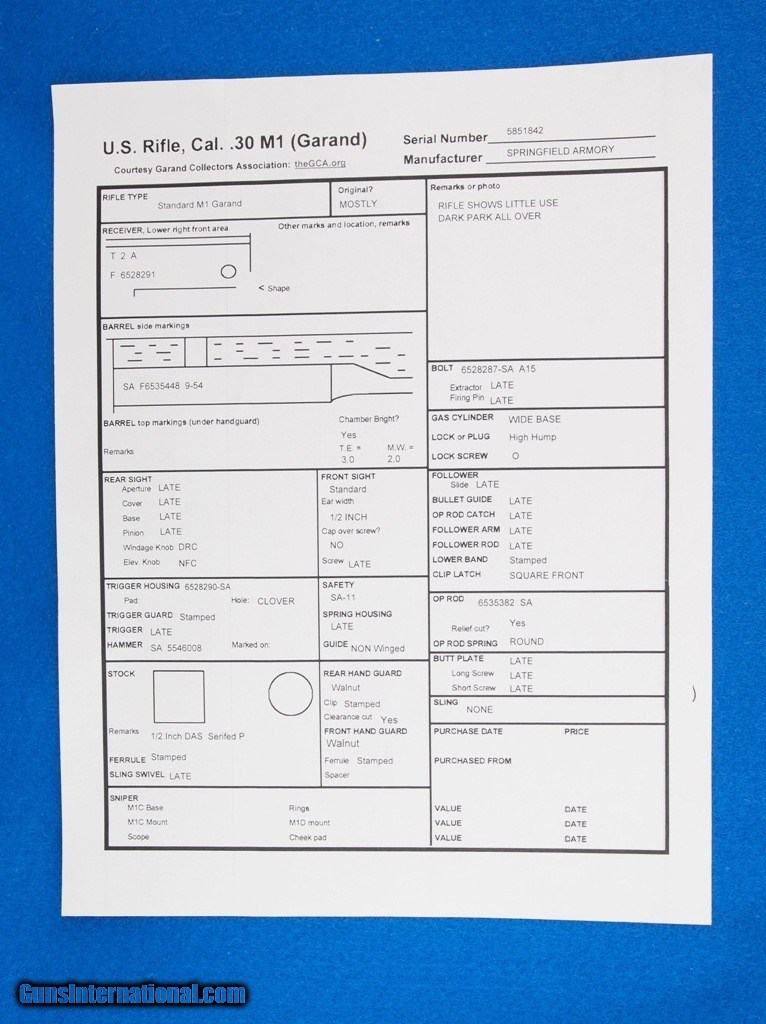 U.S. Rifle, Cal. .30 M1 (Garand)
Courtesy Garand Collectors Association: theGCA.org
Serial Number 5851842
Manufacturer SPRINGFIELD ARMORY
RIFLE TYPE
Standard M1 Garand
Original?
MOSTLY
RECEIVER, Lower right front area
Other marks and location, remarks
T 2 A
F 6528291
< Shape
BARREL side markings
SA F6535448 9-54
BARREL top markings (under handguard)
Chamber Bright?
Yes
Remarks
T.E. = M.W. =
3.0 2.0
REAR SIGHT
Aperture LATE
Cover LATE
Base LATE
Pinion LATE
Windage Knob DRC
Elev. Knob NFC
FRONT SIGHT
Standard
Ear width
1/2 INCH
Cap over screw?
NO
Screw LATE
TRIGGER HOUSING 6528290-SA
Pad: Hole: CLOVER
TRIGGER GUARD Stamped
TRIGGER LATE
HAMMER SA 5546008 Marked on:
SAFETY
SA-11
SPRING HOUSING
LATE
GUIDE NON Winged
STOCK
Remarks 1/2 Inch DAS Serifed P
FERRULE Stamped
SLING SWIVEL LATE
REAR HAND GUARD
Walnut
Clip Stamped
Clearance cut Yes
FRONT HAND GUARD
Walnut
Ferrule Stamped
Spacer
SNIPER
M1C Base Rings
M1C Mount M1D mount
Scope Cheek pad
Remarks or photo
RIFLE SHOWS LITTLE USE
DARK PARK ALL OVER
BOLT 6528287-SA A15
Extractor LATE
Firing Pin LATE
GAS CYLINDER WIDE BASE
LOCK or PLUG High Hump
LOCK SCREW O
FOLLOWER
Slide LATE
BULLET GUIDE LATE
OP ROD CATCH LATE
FOLLOWER ARM LATE
FOLLOWER ROD LATE
LOWER BAND Stamped
CLIP LATCH SQUARE FRONT
OP ROD 6535382 SA
Relief cut? Yes
OP ROD SPRING ROUND
BUTT PLATE LATE
Long Screw LATE
Short Screw LATE
SLING
NONE
PURCHASE DATE PRICE
PURCHASED FROM
VALUE DATE
VALUE DATE
VALUE DATE
GunsInternational.com